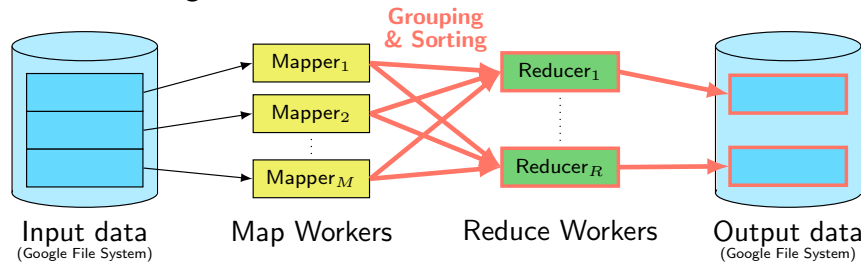 Grouping
& Sorting
Mapper₁
Mapper₂
Mapper_M
Reducer₁
Reducer_R
Input data
(Google File System)
Map Workers
Reduce Workers
Output data
(Google File System)